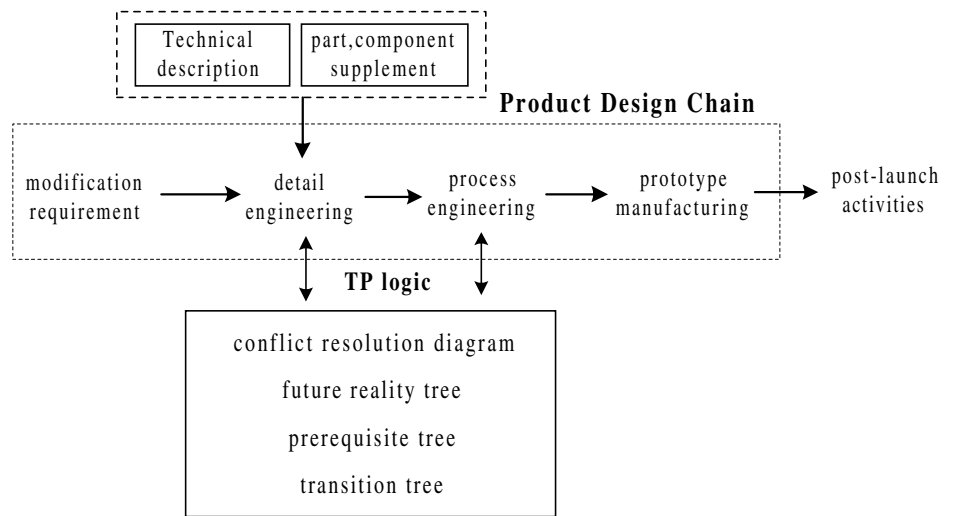 Technical
description
part,component
supplement
Product Design Chain
modification
requirement
detail
engineering
process
engineering
prototype
manufacturing
post-launch
activities
TP logic
conflict resolution diagram
future reality tree
prerequisite tree
transition tree